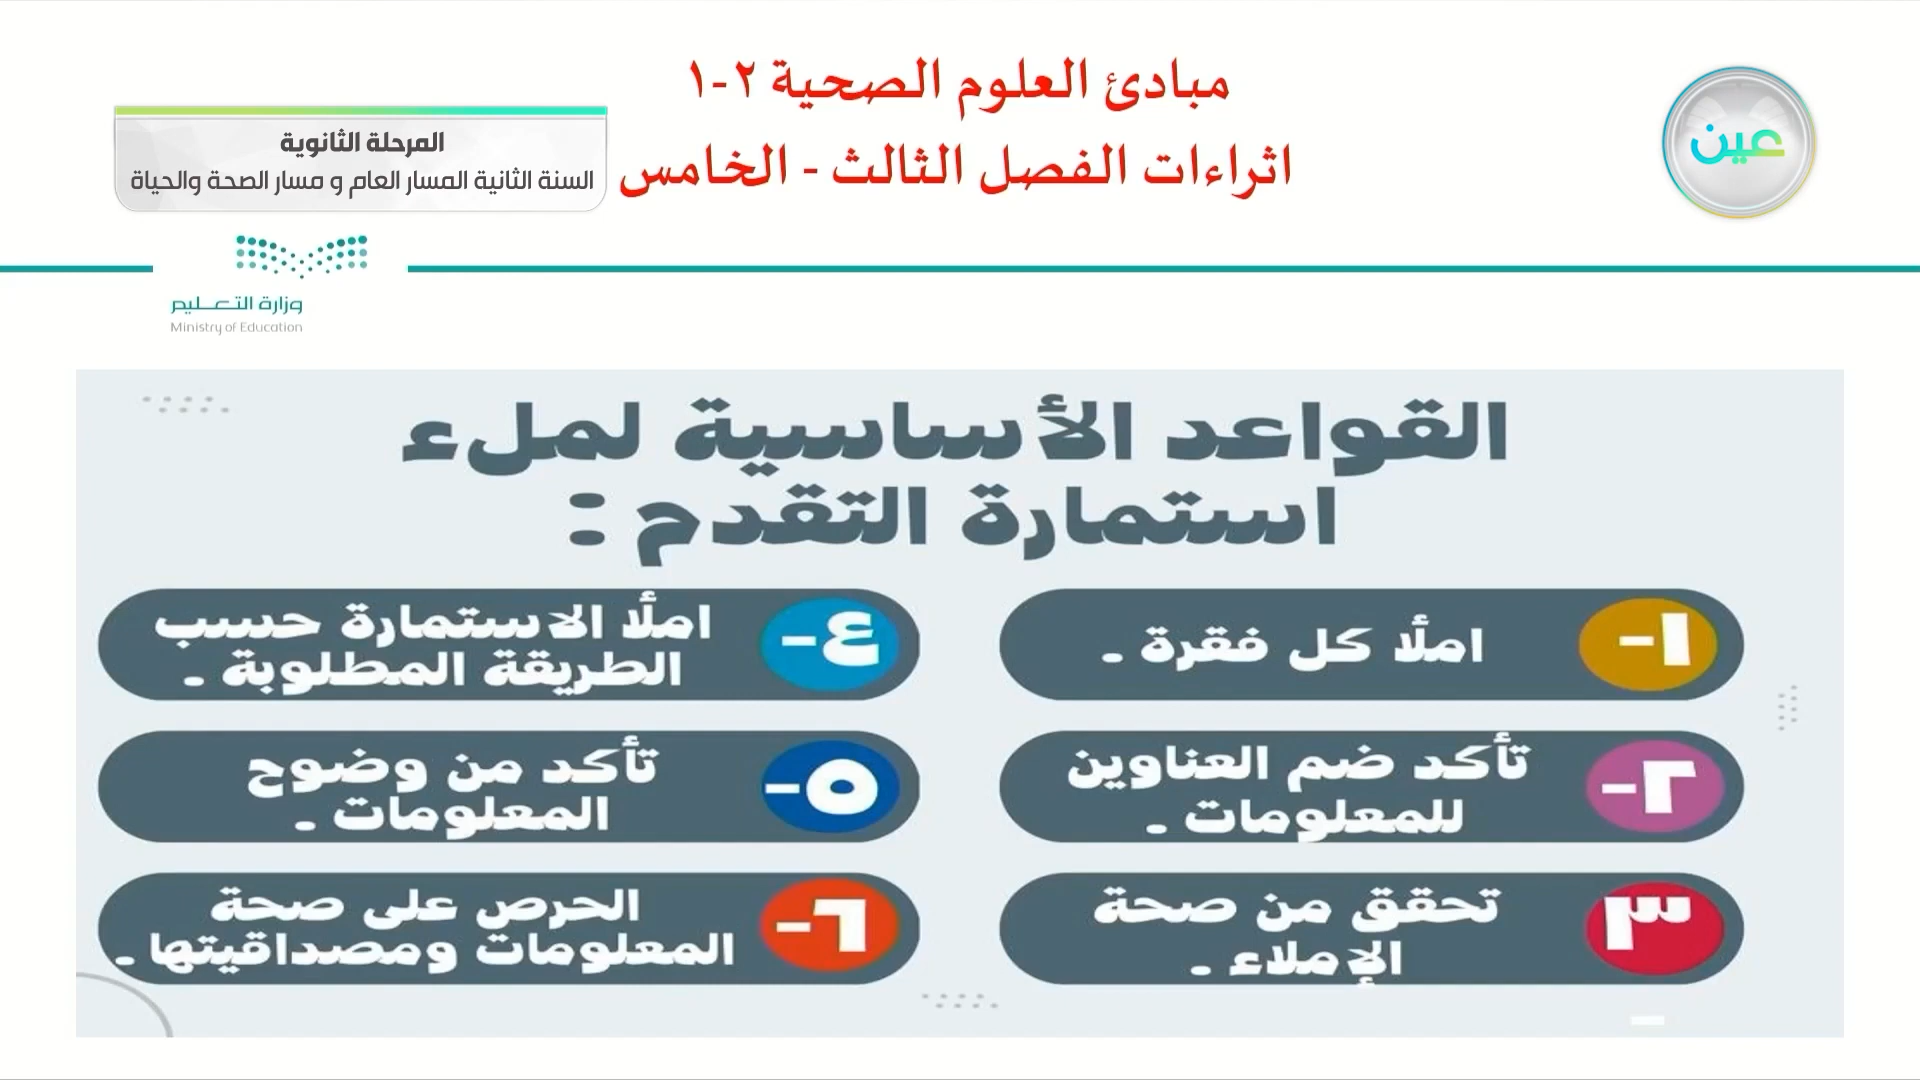 مبادئ العلوم الصحية ٢-١
اثراءات الفصل الثالث - الخامس
عين
المرحلة الثانوية
السنة الثانية المسار العام و مسار الصحة والحياة
وزارة التعليم
Ministry of Education
القواعد الأساسية لملء
استمارة التقدم :
١-
املأ كل فقرة .
٢-
تأكد ضم العناوين
للمعلومات .
٣
تحقق من صحة
الإملاء .
٤-
املأ الاستمارة حسب
الطريقة المطلوبة .
٥-
تأكد من وضوح
المعلومات .
٦-
الحرص على صحة
المعلومات ومصداقيتها .